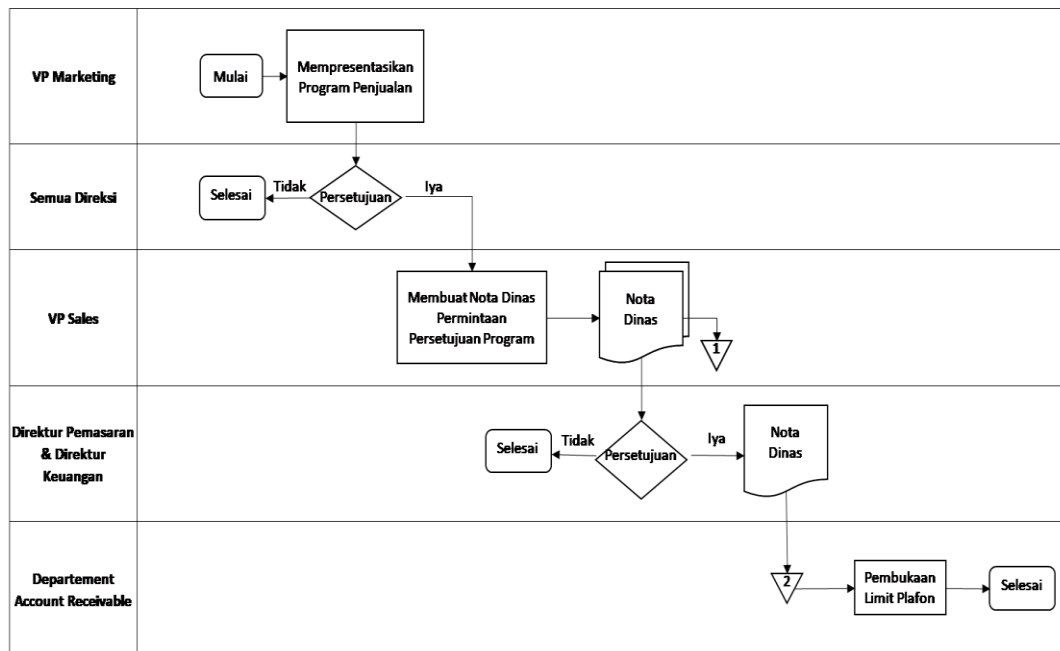 VP Marketing
Mulai
Mempresentasikan
Program Penjualan
Semua Direksi
Selesai
Tidak
Persetujuan
Iya
VP Sales
Membuat Nota Dinas
Permintaan
Persetujuan Program
Nota
Dinas
1
Direktur Pemasaran
& Direktur
Keuangan
Selesai
Tidak
Persetujuan
Iya
Nota
Dinas
Departement
Account Receivable
2
Pembukaan
Limit Plafon
Selesai